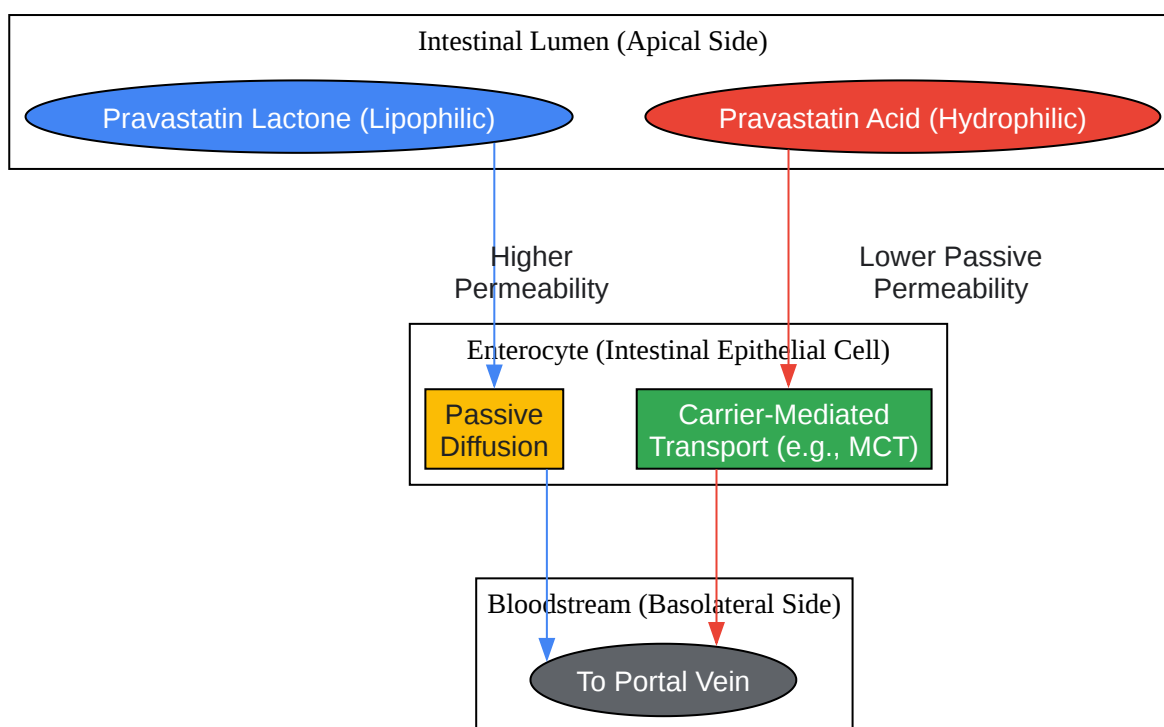 Intestinal Lumen (Apical Side)
Pravastatin Lactone (Lipophilic)
Pravastatin Acid (Hydrophilic)
Higher
Permeability
Lower Passive
Permeability
Enterocyte (Intestinal Epithelial Cell)
Passive
Diffusion
Carrier-Mediated
Transport (e.g., MCT)
Bloodstream (Basolateral Side)
To Portal Vein